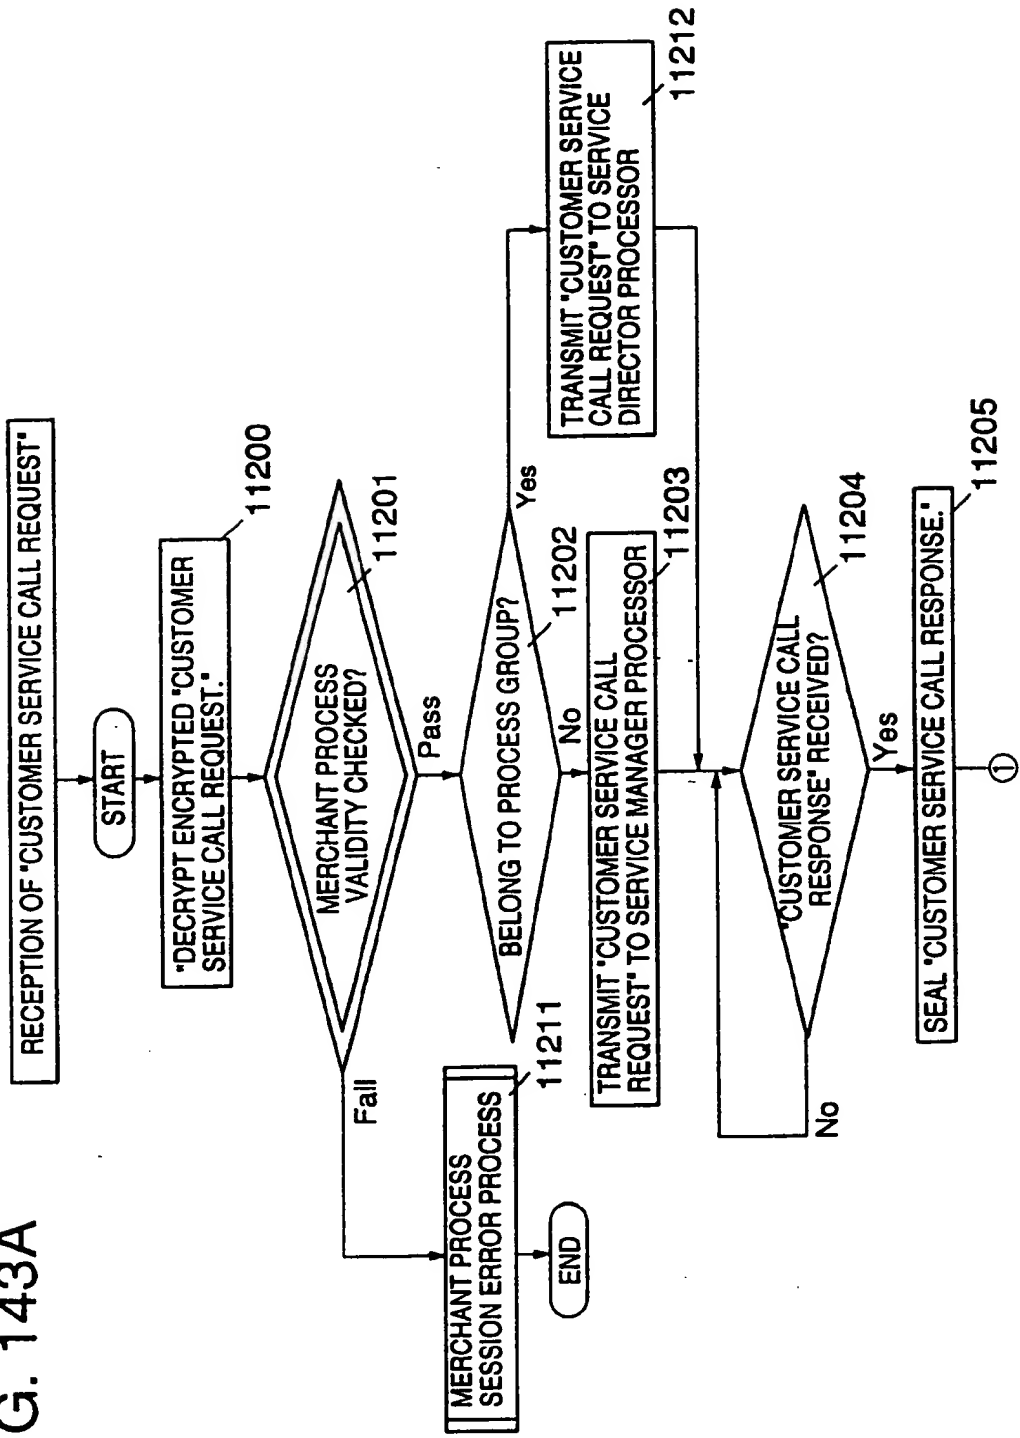 G. 143A
RECEPTION OF "CUSTOMER SERVICE CALL REQUEST"
START
"DECRYPT ENCRYPTED "CUSTOMER
SERVICE CALL REQUEST."
11200
MERCHANT PROCESS
VALIDITY CHECKED?
11201
Fail
Pass
MERCHANT PROCESS
SESSION ERROR PROCESS
11211
END
BELONG TO PROCESS GROUP?
11202
Yes
No
TRANSMIT "CUSTOMER SERVICE
CALL REQUEST" TO SERVICE
DIRECTOR PROCESSOR
11212
TRANSMIT "CUSTOMER SERVICE CALL
REQUEST" TO SERVICE MANAGER PROCESSOR
11203
"CUSTOMER SERVICE CALL
RESPONSE" RECEIVED?
11204
No
Yes
SEAL "CUSTOMER SERVICE CALL RESPONSE."
11205
1